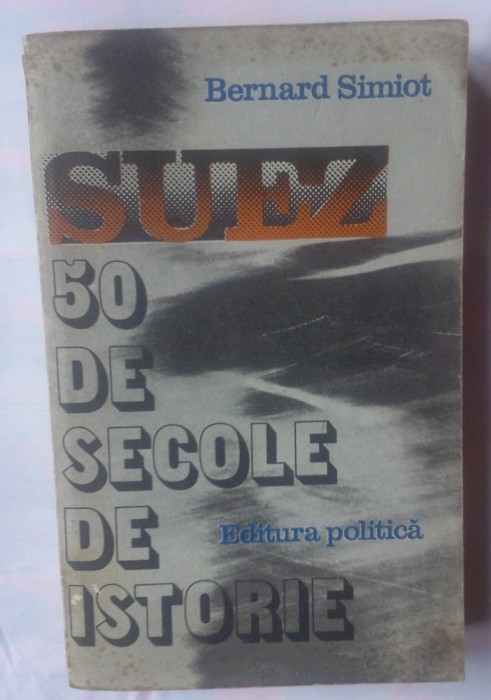 Bernard Simiot
SUEZ
50
DE
SECOLE
DE
Editura politică
ISTORIE